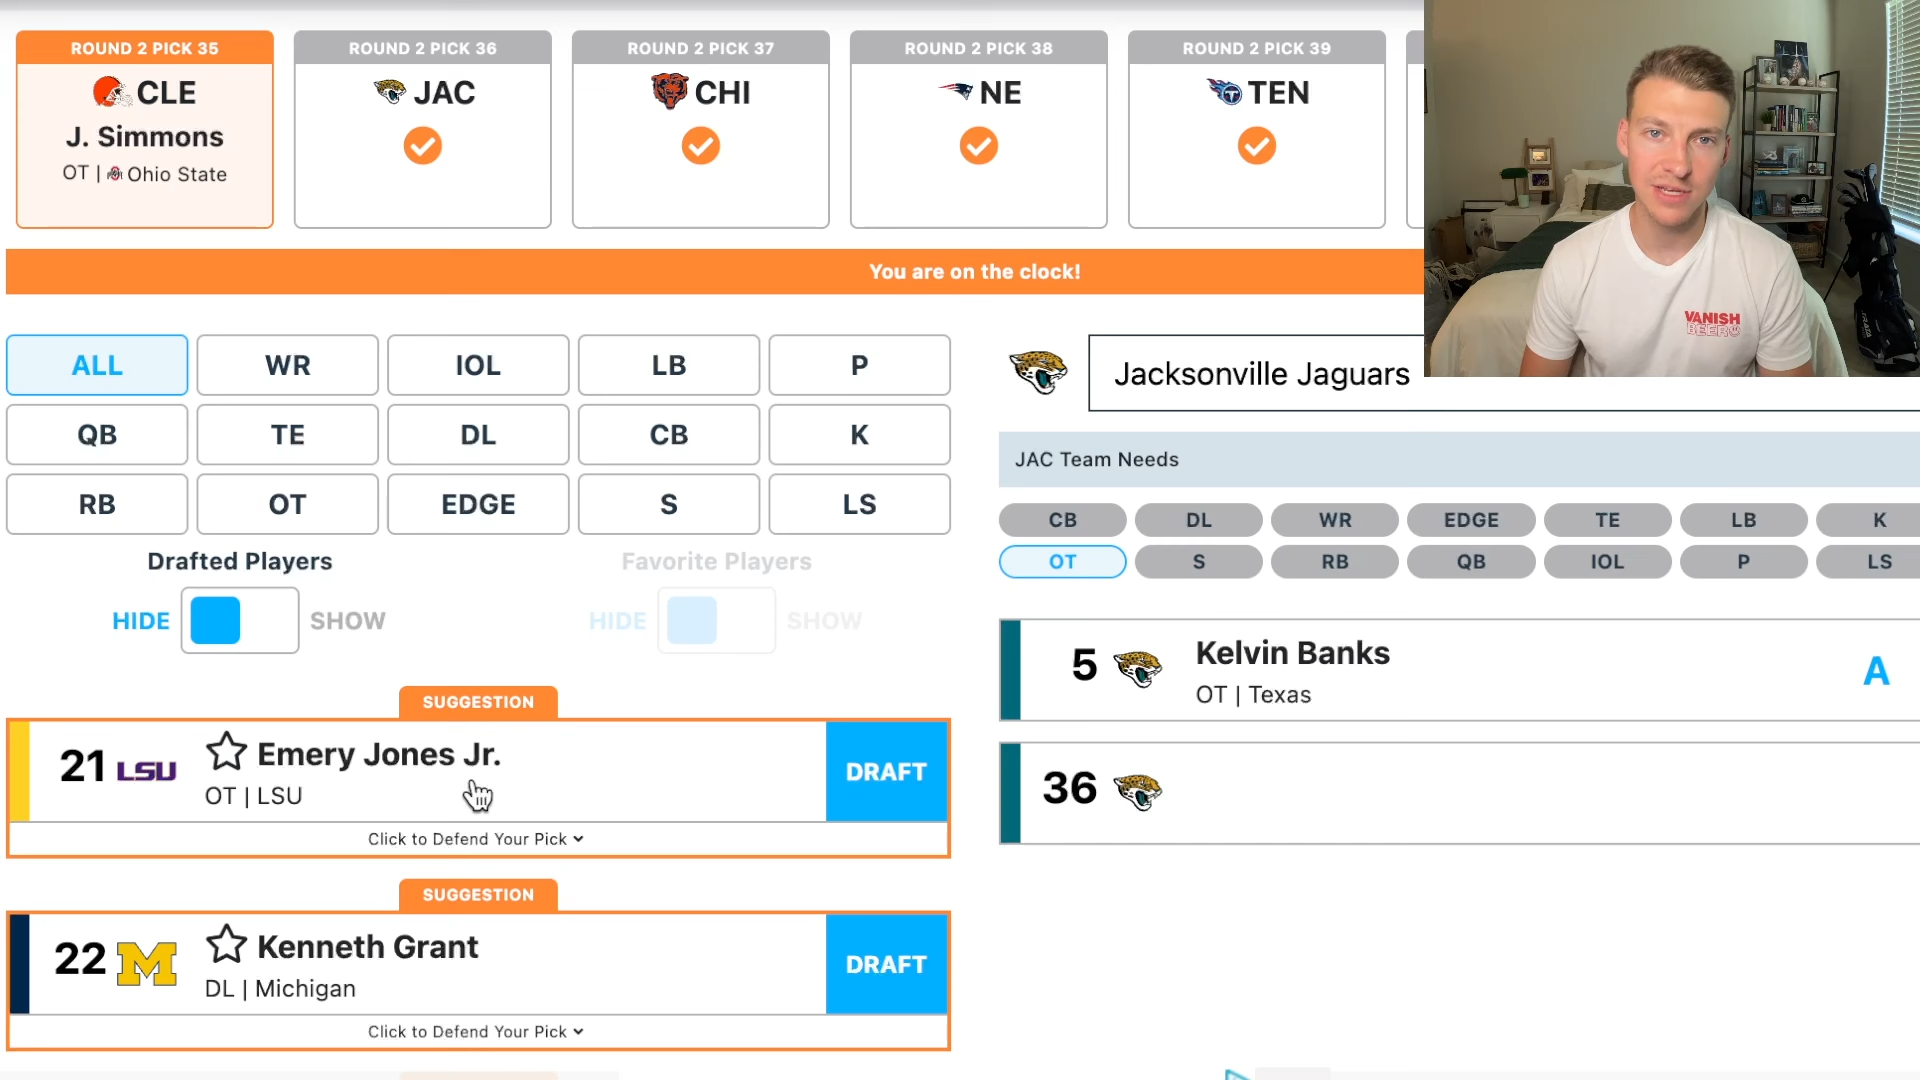 ROUND 2 PICK 35
CLE
J. Simmons
OT | Ohio State
ROUND 2 PICK 36
JAC
ROUND 2 PICK 37
CHI
ROUND 2 PICK 38
NE
ROUND 2 PICK 39
TEN
VANISH
BEER
You are on the clock!
ALL
WR
IOL
LB
P
QB
TE
DL
CB
K
RB
OT
EDGE
S
LS
Drafted Players
HIDE
SHOW
Favorite Players
HIDE
SHOW
SUGGESTION
21
LSU
Emery Jones Jr.
OT | LSU
DRAFT
Click to Defend Your Pick
SUGGESTION
22
M
Kenneth Grant
DL | Michigan
DRAFT
Click to Defend Your Pick
Jacksonville Jaguars
JAC Team Needs
CB
DL
WR
EDGE
TE
LB
K
OT
S
RB
QB
IOL
P
LS
5
Kelvin Banks
OT | Texas
A
36